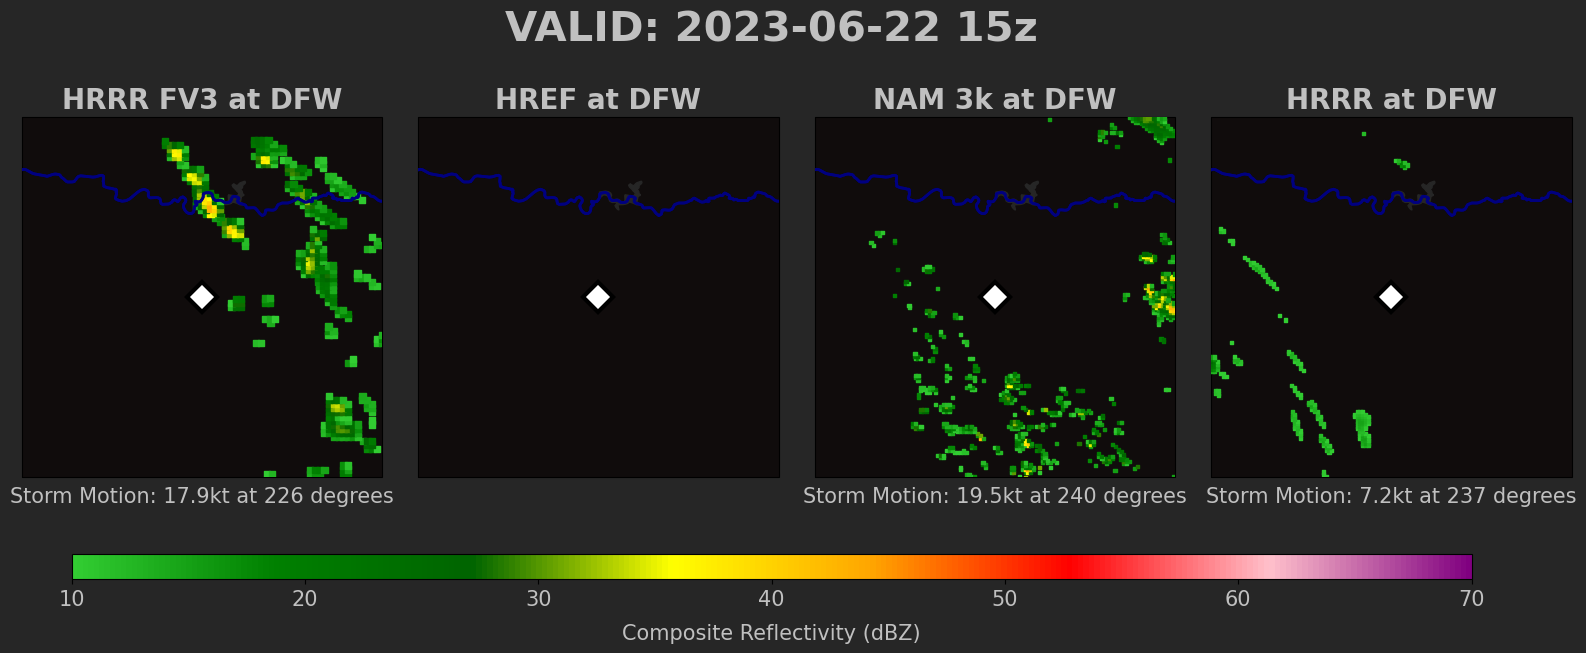 VALID: 2023-06-22 15z
HRRR FV3 at DFW
HREF at DFW
NAM 3k at DFW
HRRR at DFW
Storm Motion: 17.9kt at 226 degrees
Storm Motion: 19.5kt at 240 degrees
Storm Motion: 7.2kt at 237 degrees
10 20 30 40 50 60 70
Composite Reflectivity (dBZ)